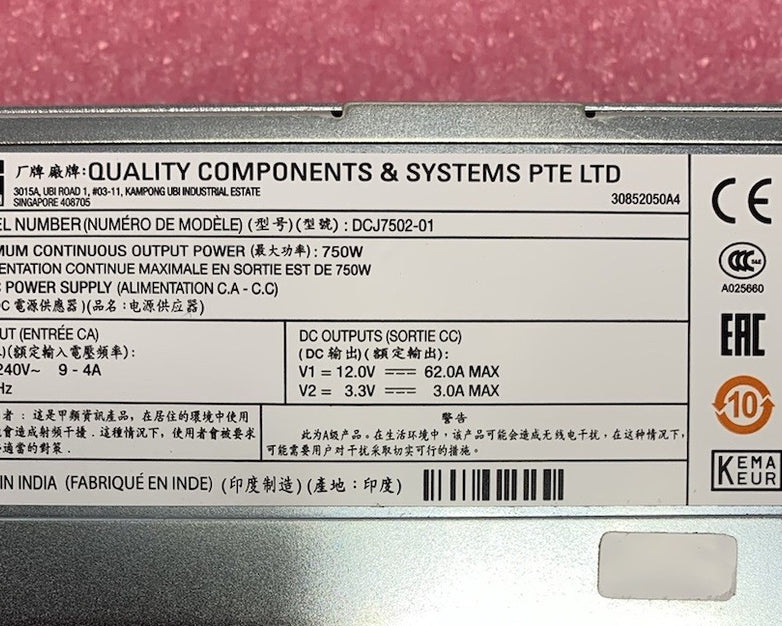 厂牌 廠牌:QUALITY COMPONENTS & SYSTEMS PTE LTD
3015A, UBI ROAD 1, #03-11, KAMPONG UBI INDUSTRIAL ESTATE
SINGAPORE 408705
30852050A4
EL NUMBER (NUMÉRO DE MODÈLE) (型号)(型號) : DCJ7502-01
MUM CONTINUOUS OUTPUT POWER (最大功率) : 750W
ENTATION CONTINUE MAXIMALE EN SORTIE EST DE 750W
POWER SUPPLY (ALIMENTATION C.A - C.C)
C 電源供應器)(品名:电源供应器)
UT (ENTRÉE CA)
)(額定輸入電壓頻率):
240V~ 9 - 4A
Hz
DC OUTPUTS (SORTIE CC)
(DC 输出)(額定輸出):
V1 = 12.0V ⎓ 62.0A MAX
V2 = 3.3V ⎓ 3.0A MAX
者:這是甲類資訊產品,在居住的環境中使用
會造成射頻干擾.這種情況下,使用者會被要求
適當的對策.
警告
此为A级产品。在生活环境中,该产品可能会造成无线电干扰,在这种情况下,
可能需要用户对干扰采取切实可行的措施。
IN INDIA (FABRIQUÉ EN INDE) (印度制造)(產地:印度)
CE
CCC S&E
A025660
EAC
10
KEMA
KEUR